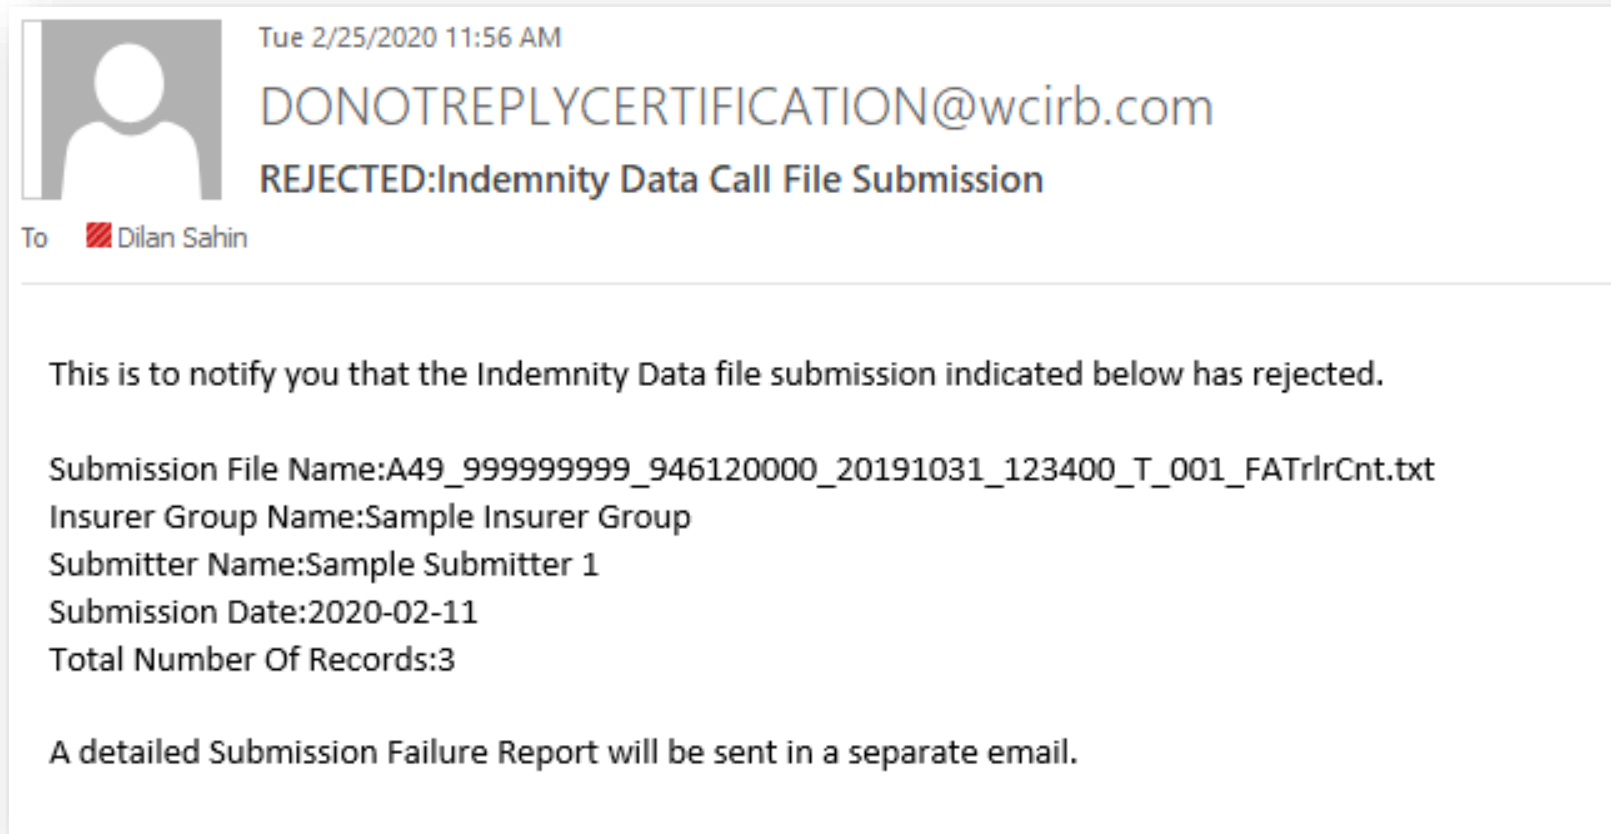 Tue 2/25/2020 11:56 AM
DONOTREPLYCERTIFICATION@wcirb.com
REJECTED:Indemnity Data Call File Submission
To Dilan Sahin
This is to notify you that the Indemnity Data file submission indicated below has rejected.
Submission File Name:A49_999999999_946120000_20191031_123400_T_001_FATrlrCnt.txt
Insurer Group Name:Sample Insurer Group
Submitter Name:Sample Submitter 1
Submission Date:2020-02-11
Total Number Of Records:3
A detailed Submission Failure Report will be sent in a separate email.